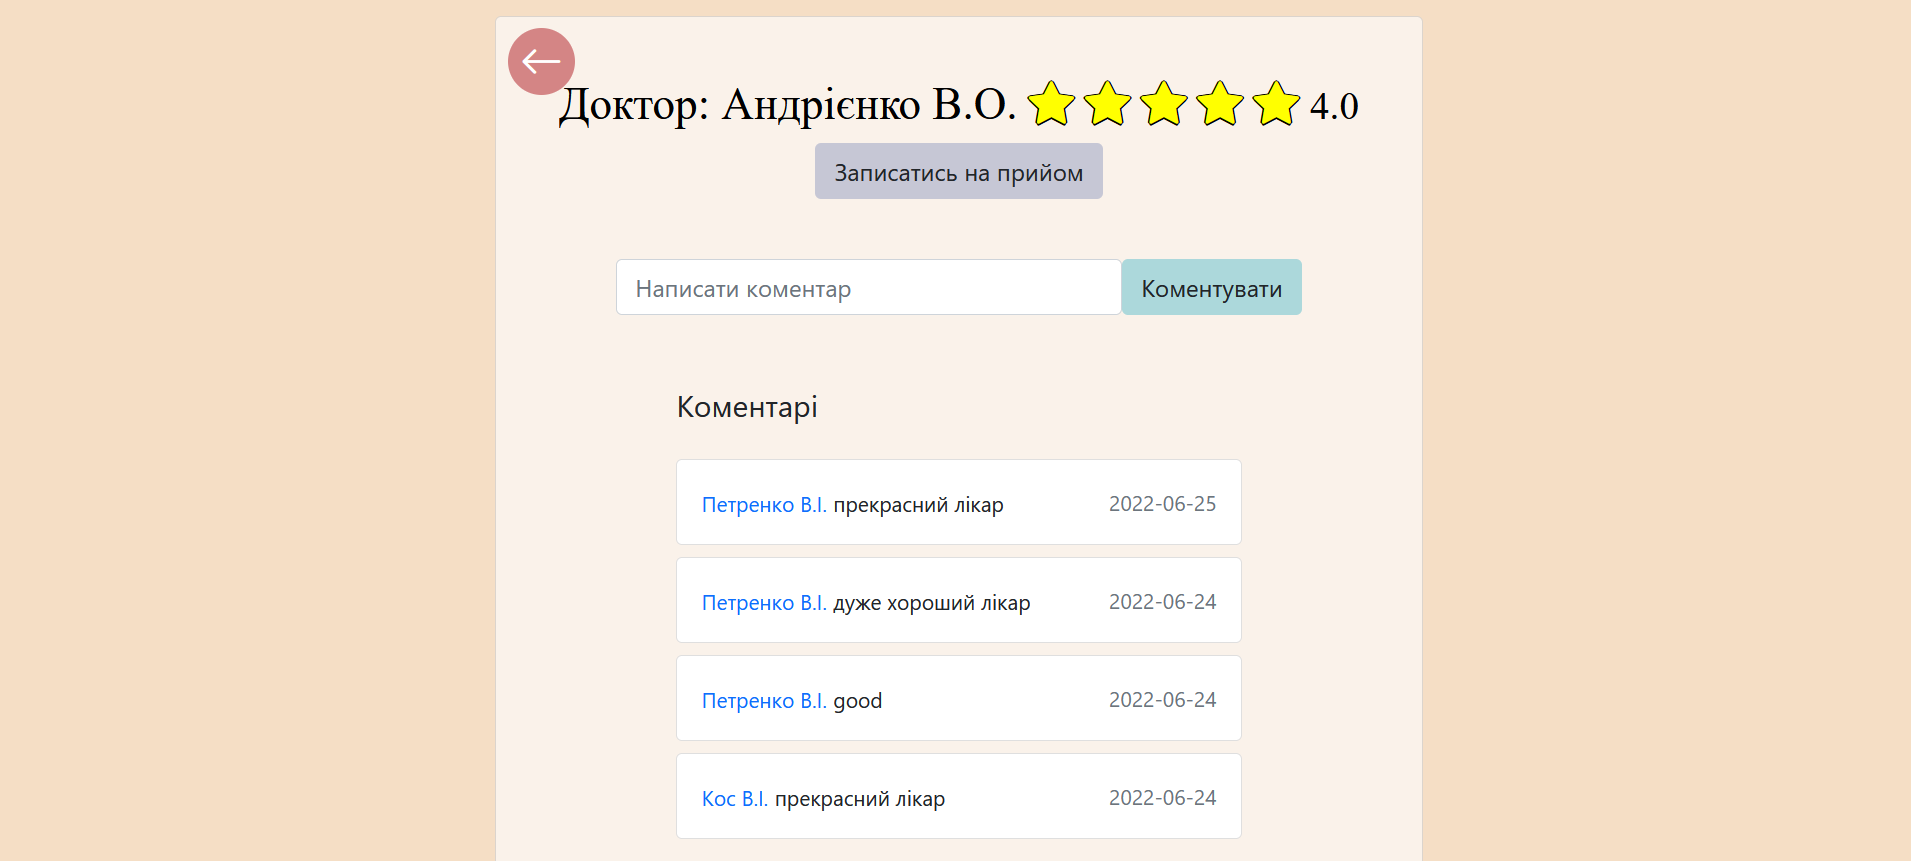 Доктор: Андрієнко В.О. 4.0
Записатись на прийом
Написати коментар
Коментувати
Коментарі
Петренко В.І. прекрасний лікар 2022-06-25
Петренко В.І. дуже хороший лікар 2022-06-24
Петренко В.І. good 2022-06-24
Кос В.І. прекрасний лікар 2022-06-24